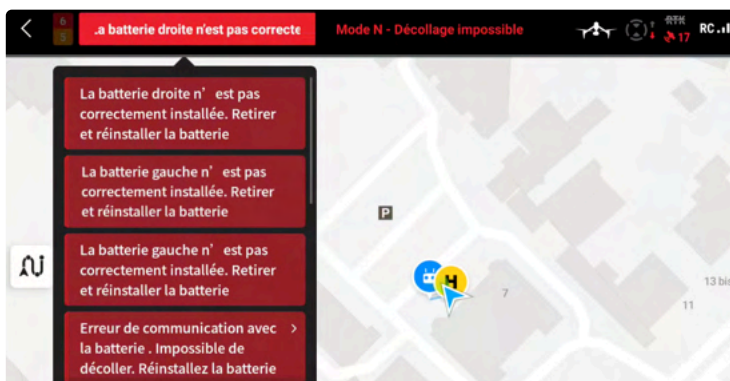 6
5
.a batterie droite n'est pas correcte
Mode N - Décollage impossible
RTK
17
RC
La batterie droite n' est pas
correctement installée. Retirer
et réinstaller la batterie
La batterie gauche n' est pas
correctement installée. Retirer
et réinstaller la batterie
La batterie gauche n' est pas
correctement installée. Retirer
et réinstaller la batterie
Erreur de communication avec
la batterie . Impossible de
décoller. Réinstallez la batterie
P
H
7
13 bis
11